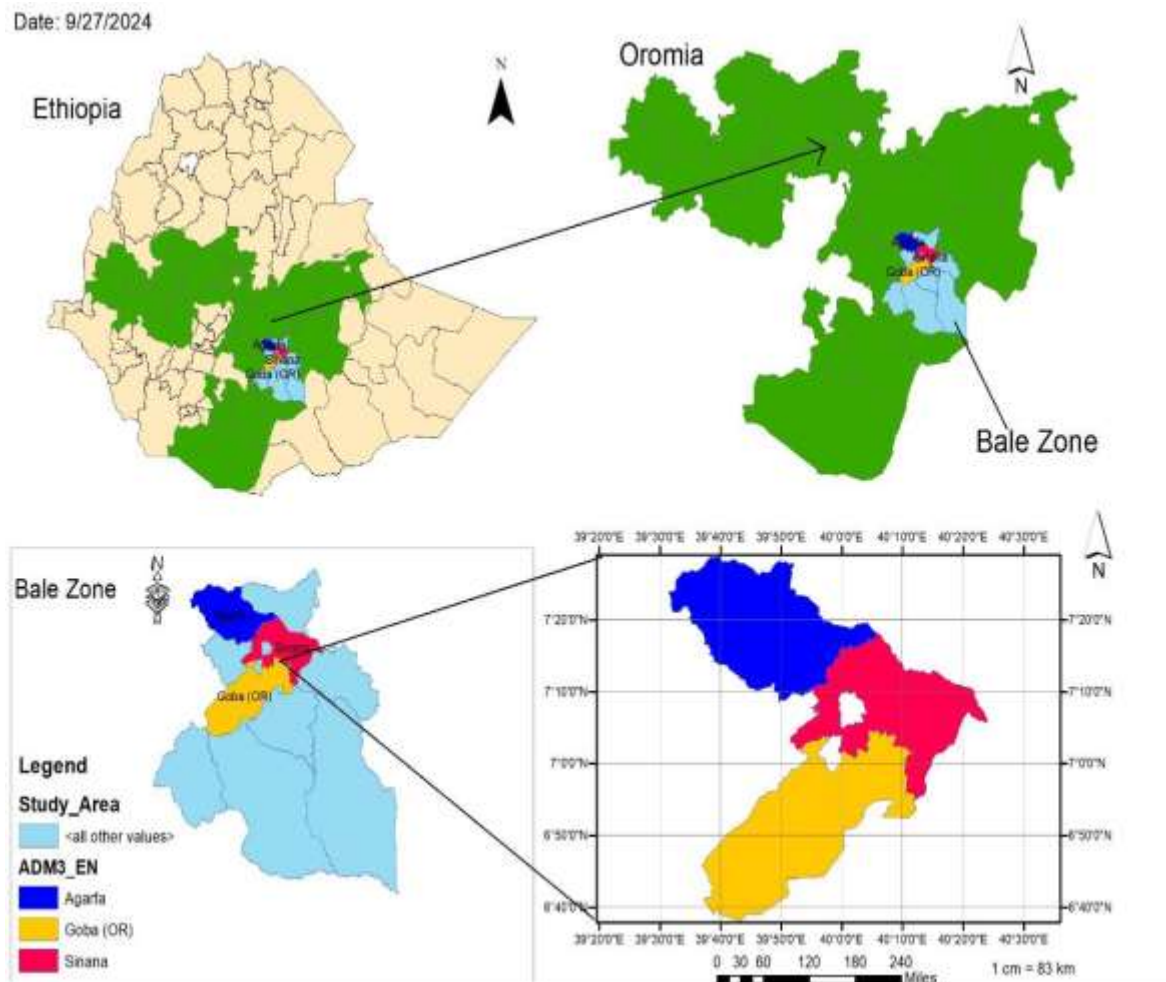 Date: 9/27/2024
Ethiopia
N
Oromia
N
Goba (OR)
Sinana
Goba (OR)
Bale Zone
Bale Zone
N
Goba (OR)
Legend
Study_Area
<all other values>
ADM3_EN
Agarfa
Goba (OR)
Sinana
N
39°20'0"E 39°30'0"E 39°40'0"E 39°50'0"E 40°0'0"E 40°10'0"E 40°20'0"E 40°30'0"E
7°20'0"N 7°20'0"N
7°10'0"N 7°10'0"N
7°0'0"N 7°0'0"N
6°50'0"N 6°50'0"N
6°40'0"N 6°40'0"N
39°20'0"E 39°30'0"E 39°40'0"E 39°50'0"E 40°0'0"E 40°10'0"E 40°20'0"E 40°30'0"E
0 30 60 120 180 240
Miles
1 cm = 83 km